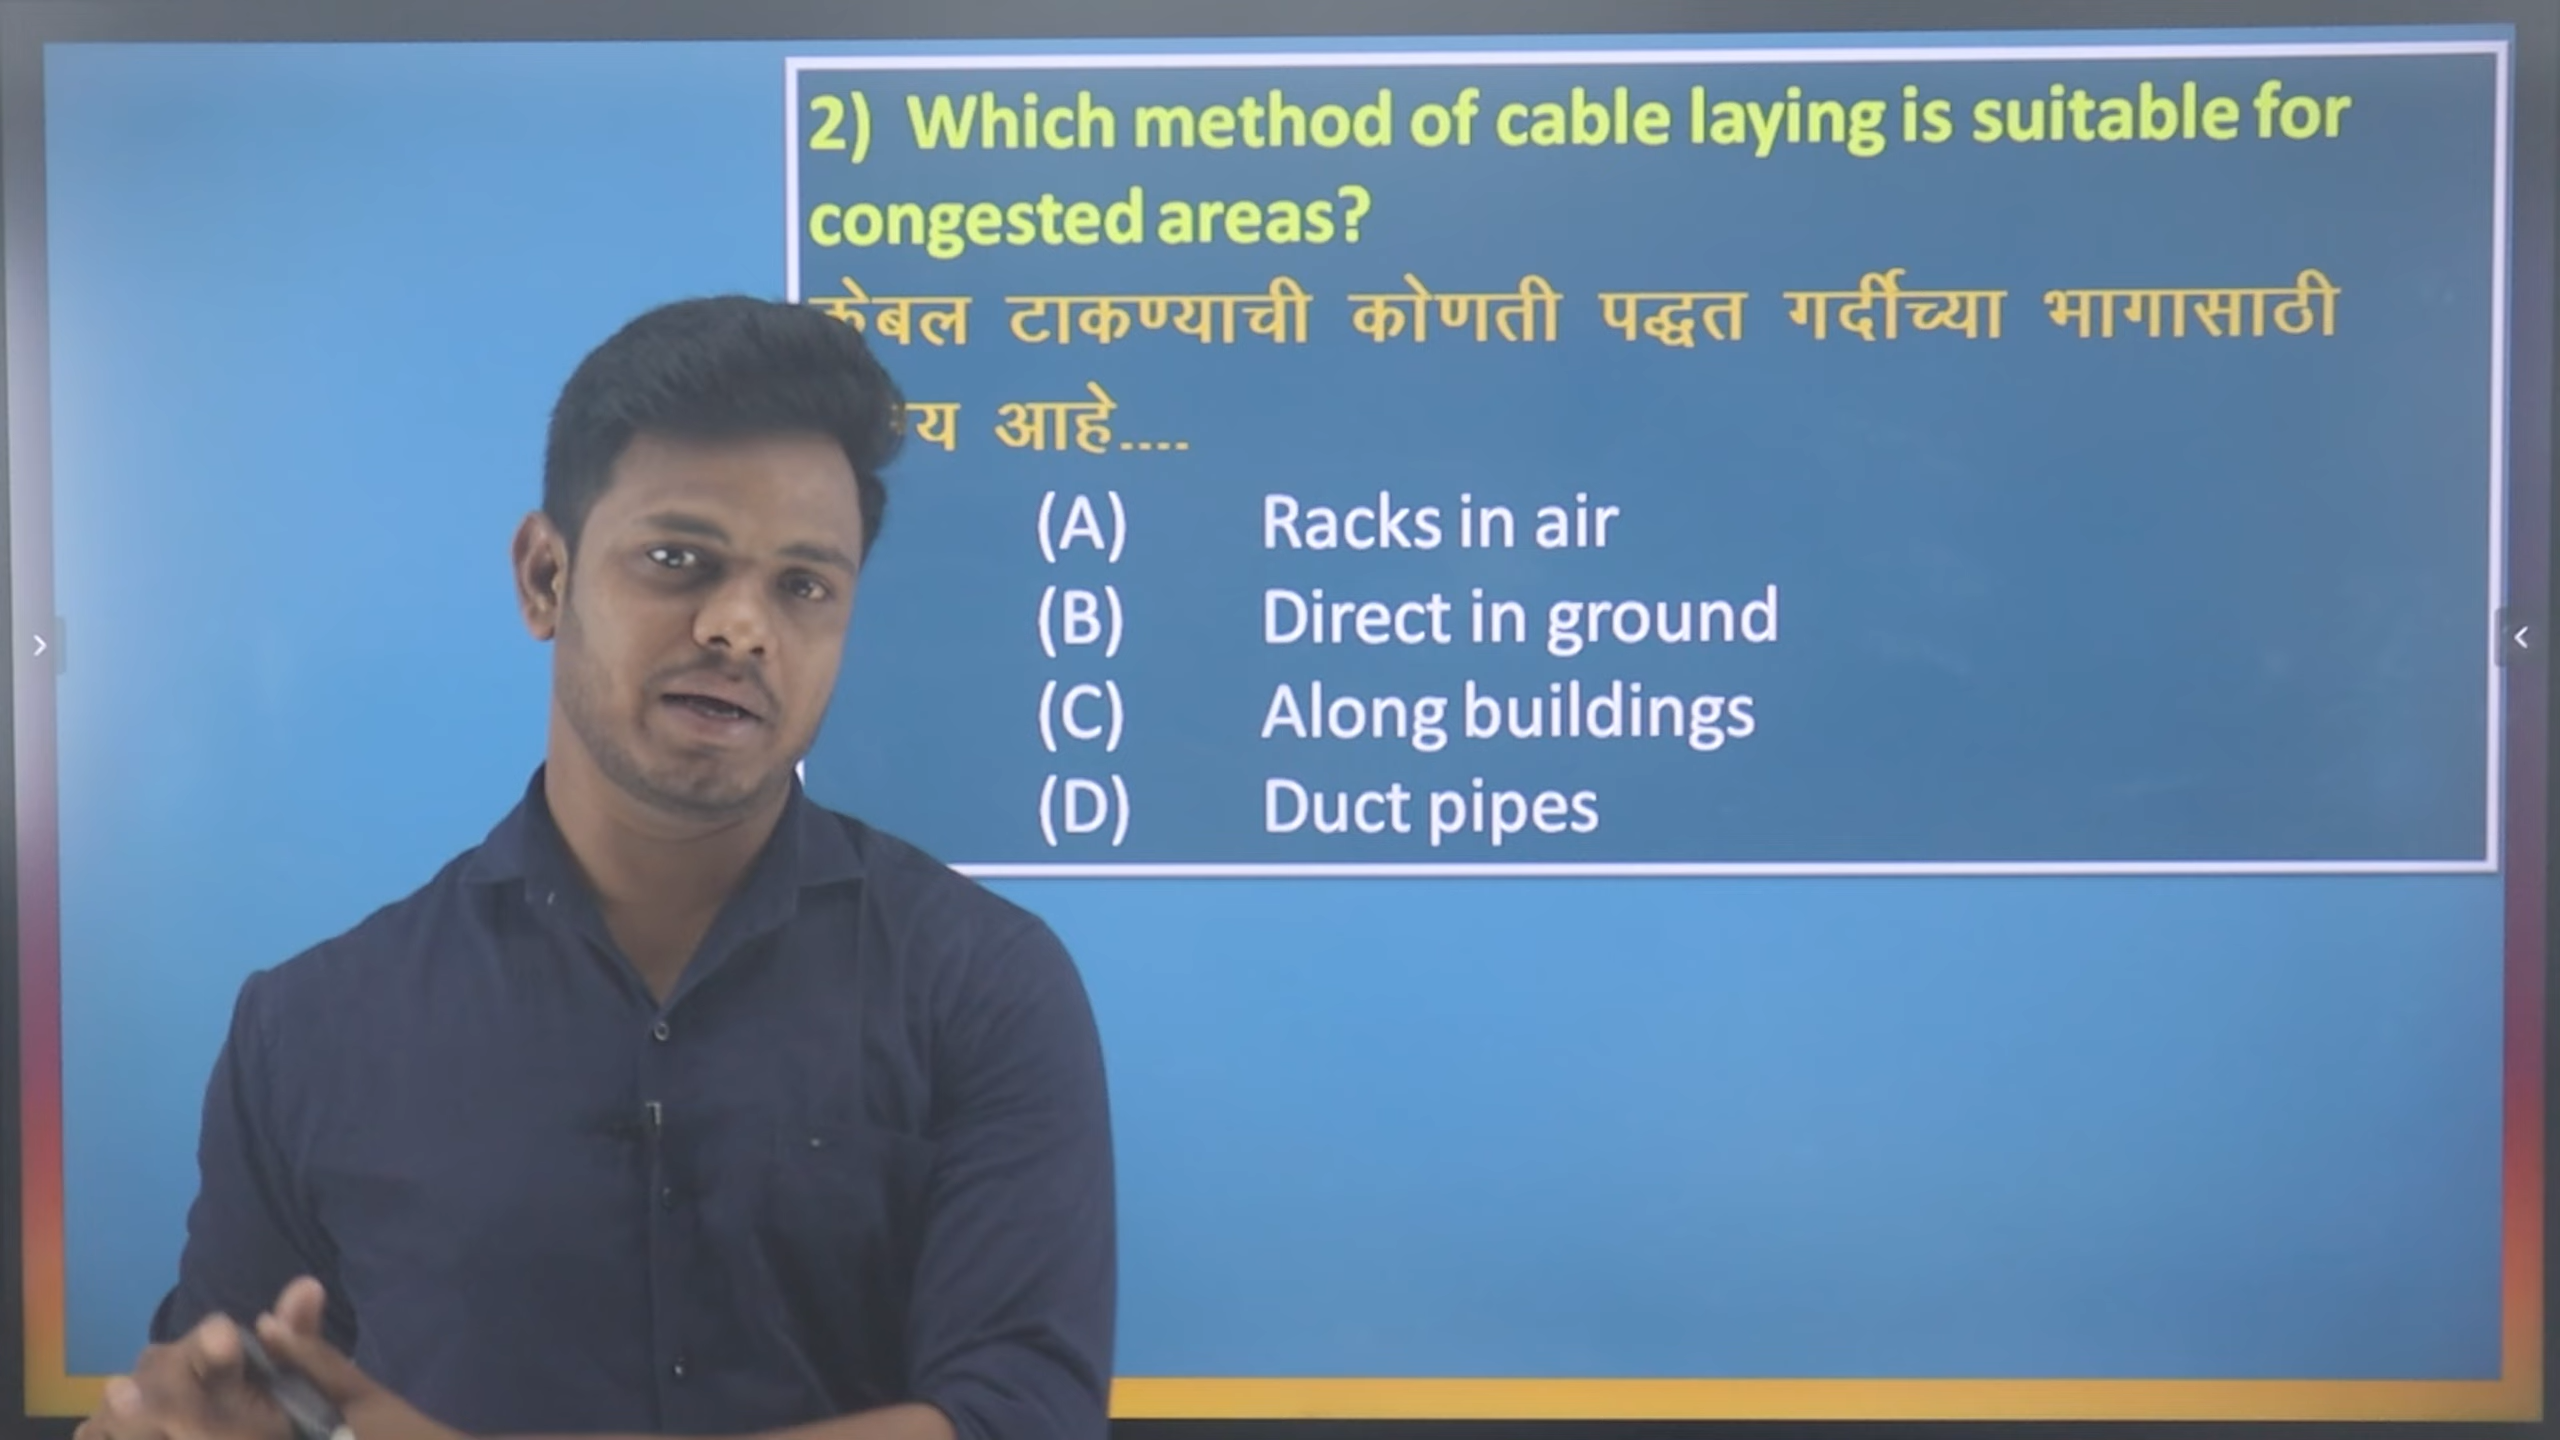 2) Which method of cable laying is suitable for
congested areas?
केबल टाकण्याची कोणती पद्धत गर्दीच्या भागासाठी
आहे....
(A) Racks in air
(B) Direct in ground
(C) Along buildings
(D) Duct pipes